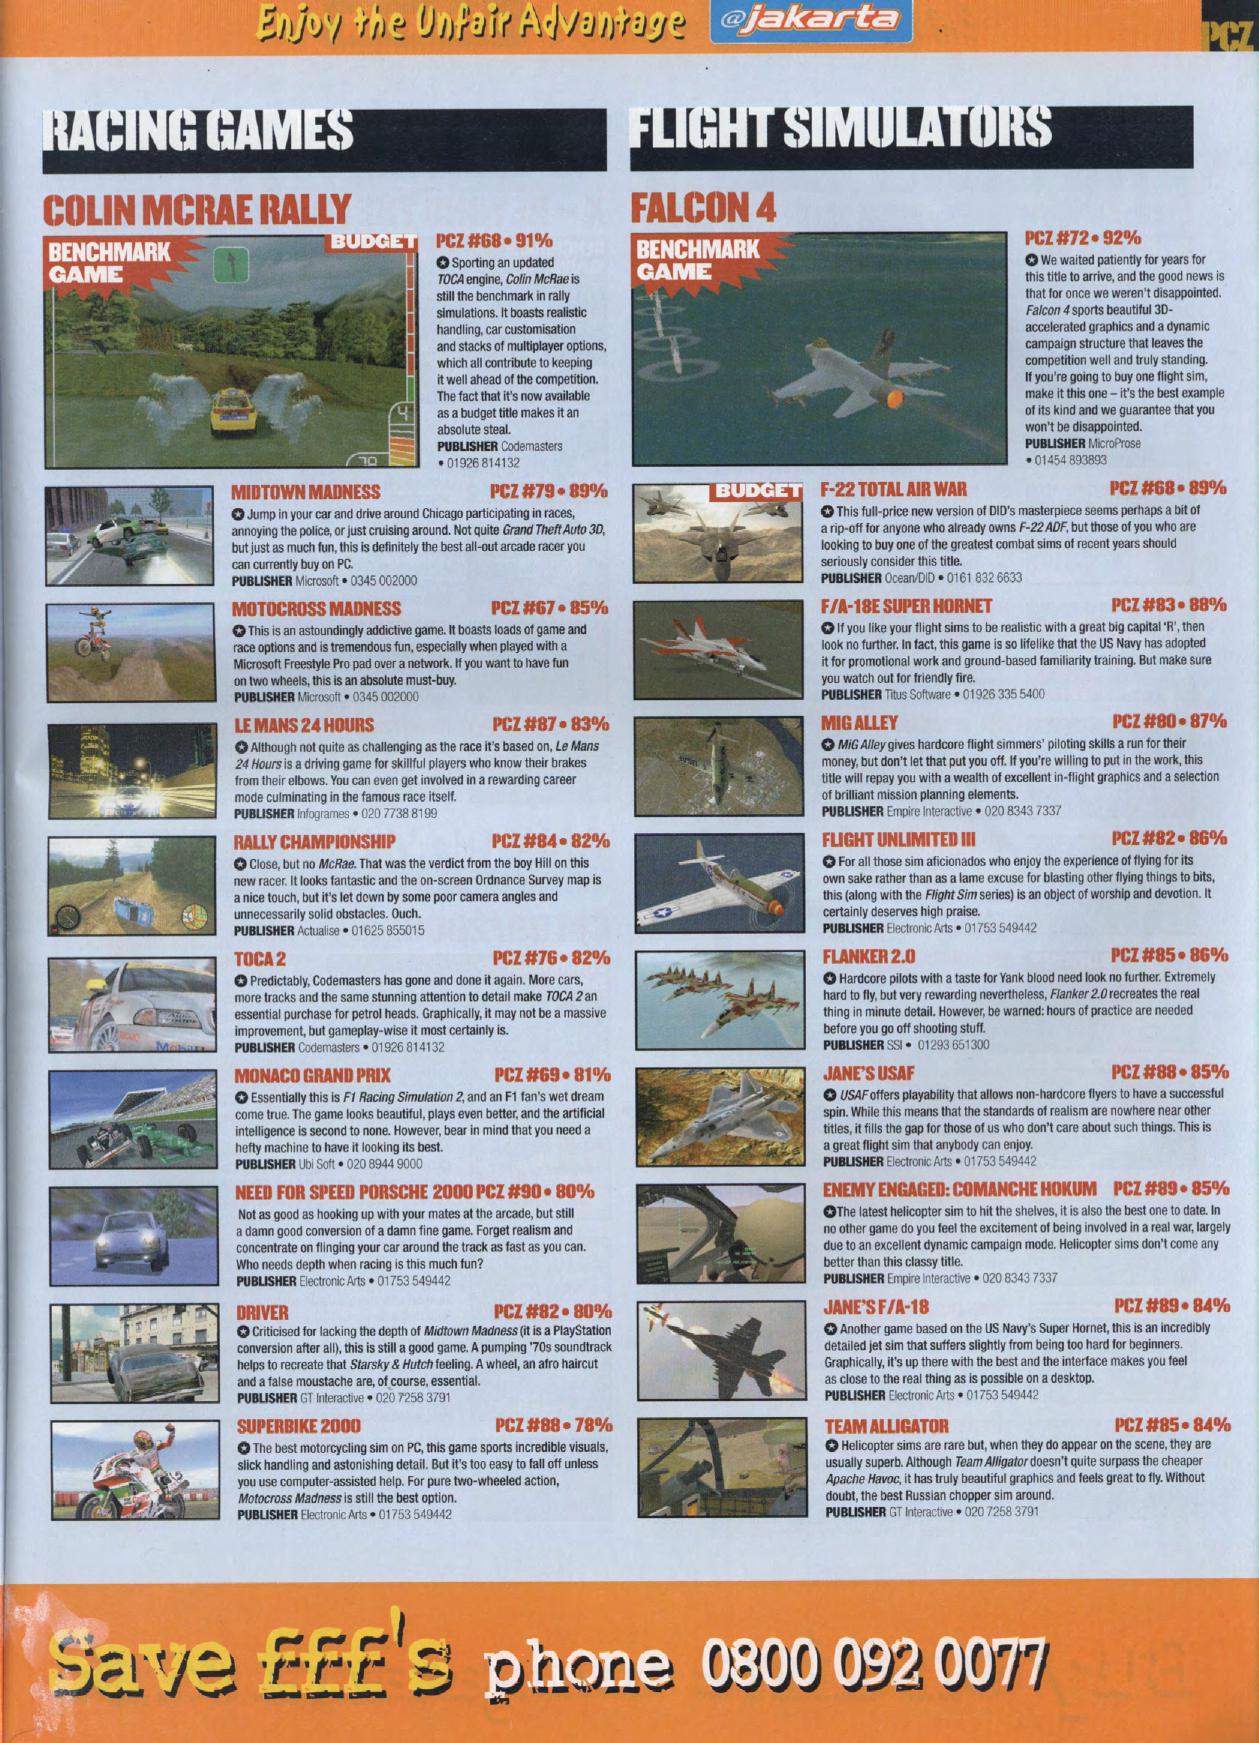 Enjoy the Unfair Advantage
@jakarta
PCZ
RACING GAMES
COLIN MCRAE RALLY
BENCHMARK
GAME
BUDGET
PCZ #68 • 91%
Sporting an updated
TOCA engine, Colin McRae is
still the benchmark in rally
simulations. It boasts realistic
handling, car customisation
and stacks of multiplayer options,
which all contribute to keeping
it well ahead of the competition.
The fact that it's now available
as a budget title makes it an
absolute steal.
PUBLISHER Codemasters
• 01926 814132
MIDTOWN MADNESS PCZ #79 • 89%
Jump in your car and drive around Chicago participating in races,
annoying the police, or just cruising around. Not quite Grand Theft Auto 3D,
but just as much fun, this is definitely the best all-out arcade racer you
can currently buy on PC.
PUBLISHER Microsoft • 0345 002000
MOTOCROSS MADNESS PCZ #67 • 85%
This is an astoundingly addictive game. It boasts loads of game and
race options and is tremendous fun, especially when played with a
Microsoft Freestyle Pro pad over a network. If you want to have fun
on two wheels, this is an absolute must-buy.
PUBLISHER Microsoft • 0345 002000
LE MANS 24 HOURS PCZ #87 • 83%
Although not quite as challenging as the race it's based on, Le Mans
24 Hours is a driving game for skillful players who know their brakes
from their elbows. You can even get involved in a rewarding career
mode culminating in the famous race itself.
PUBLISHER Infogrames • 020 7738 8199
RALLY CHAMPIONSHIP PCZ #84 • 82%
Close, but no McRae. That was the verdict from the boy Hill on this
new racer. It looks fantastic and the on-screen Ordnance Survey map is
a nice touch, but it's let down by some poor camera angles and
unnecessarily solid obstacles. Ouch.
PUBLISHER Actualise • 01625 855015
TOCA 2 PCZ #76 • 82%
Predictably, Codemasters has gone and done it again. More cars,
more tracks and the same stunning attention to detail make TOCA 2 an
essential purchase for petrol heads. Graphically, it may not be a massive
improvement, but gameplay-wise it most certainly is.
PUBLISHER Codemasters • 01926 814132
MONACO GRAND PRIX PCZ #69 • 81%
Essentially this is F1 Racing Simulation 2, and an F1 fan's wet dream
come true. The game looks beautiful, plays even better, and the artificial
intelligence is second to none. However, bear in mind that you need a
hefty machine to have it looking its best.
PUBLISHER Ubi Soft • 020 8944 9000
NEED FOR SPEED PORSCHE 2000 PCZ #90 • 80%
Not as good as hooking up with your mates at the arcade, but still
a damn good conversion of a damn fine game. Forget realism and
concentrate on flinging your car around the track as fast as you can.
Who needs depth when racing is this much fun?
PUBLISHER Electronic Arts • 01753 549442
DRIVER PCZ #82 • 80%
Criticised for lacking the depth of Midtown Madness (it is a PlayStation
conversion after all), this is still a good game. A pumping '70s soundtrack
helps to recreate that Starsky & Hutch feeling. A wheel, an afro haircut
and a false moustache are, of course, essential.
PUBLISHER GT Interactive • 020 7258 3791
SUPERBIKE 2000 PCZ #88 • 78%
The best motorcycling sim on PC, this game sports incredible visuals,
slick handling and astonishing detail. But it's too easy to fall off unless
you use computer-assisted help. For pure two-wheeled action,
Motocross Madness is still the best option.
PUBLISHER Electronic Arts • 01753 549442
FLIGHT SIMULATORS
FALCON 4
BENCHMARK
GAME
PCZ #72 • 92%
We waited patiently for years for
this title to arrive, and the good news is
that for once we weren't disappointed.
Falcon 4 sports beautiful 3D-
accelerated graphics and a dynamic
campaign structure that leaves the
competition well and truly standing.
If you're going to buy one flight sim,
make it this one – it's the best example
of its kind and we guarantee that you
won't be disappointed.
PUBLISHER MicroProse
• 01454 893893
BUDGET
F-22 TOTAL AIR WAR PCZ #68 • 89%
This full-price new version of DID's masterpiece seems perhaps a bit of
a rip-off for anyone who already owns F-22 ADF, but those of you who are
looking to buy one of the greatest combat sims of recent years should
seriously consider this title.
PUBLISHER Ocean/DID • 0161 832 6633
F/A-18E SUPER HORNET PCZ #83 • 88%
If you like your flight sims to be realistic with a great big capital 'R', then
look no further. In fact, this game is so lifelike that the US Navy has adopted
it for promotional work and ground-based familiarity training. But make sure
you watch out for friendly fire.
PUBLISHER Titus Software • 01926 335 5400
MIG ALLEY PCZ #80 • 87%
MiG Alley gives hardcore flight simmers' piloting skills a run for their
money, but don't let that put you off. If you're willing to put in the work, this
title will repay you with a wealth of excellent in-flight graphics and a selection
of brilliant mission planning elements.
PUBLISHER Empire Interactive • 020 8343 7337
FLIGHT UNLIMITED III PCZ #82 • 86%
For all those sim aficionados who enjoy the experience of flying for its
own sake rather than as a lame excuse for blasting other flying things to bits,
this (along with the Flight Sim series) is an object of worship and devotion. It
certainly deserves high praise.
PUBLISHER Electronic Arts • 01753 549442
FLANKER 2.0 PCZ #85 • 86%
Hardcore pilots with a taste for Yank blood need look no further. Extremely
hard to fly, but very rewarding nevertheless, Flanker 2.0 recreates the real
thing in minute detail. However, be warned: hours of practice are needed
before you go off shooting stuff.
PUBLISHER SSI • 01293 651300
JANE'S USAF PCZ #88 • 85%
USAF offers playability that allows non-hardcore flyers to have a successful
spin. While this means that the standards of realism are nowhere near other
titles, it fills the gap for those of us who don't care about such things. This is
a great flight sim that anybody can enjoy.
PUBLISHER Electronic Arts • 01753 549442
ENEMY ENGAGED: COMANCHE HOKUM PCZ #89 • 85%
The latest helicopter sim to hit the shelves, it is also the best one to date. In
no other game do you feel the excitement of being involved in a real war, largely
due to an excellent dynamic campaign mode. Helicopter sims don't come any
better than this classy title.
PUBLISHER Empire Interactive • 020 8343 7337
JANE'S F/A-18 PCZ #89 • 84%
Another game based on the US Navy's Super Hornet, this is an incredibly
detailed jet sim that suffers slightly from being too hard for beginners.
Graphically, it's up there with the best and the interface makes you feel
as close to the real thing as is possible on a desktop.
PUBLISHER Electronic Arts • 01753 549442
TEAM ALLIGATOR PCZ #85 • 84%
Helicopter sims are rare but, when they do appear on the scene, they are
usually superb. Although Team Alligator doesn't quite surpass the cheaper
Apache Havoc, it has truly beautiful graphics and feels great to fly. Without
doubt, the best Russian chopper sim around.
PUBLISHER GT Interactive • 020 7258 3791
Save £££'s phone 0800 092 0077